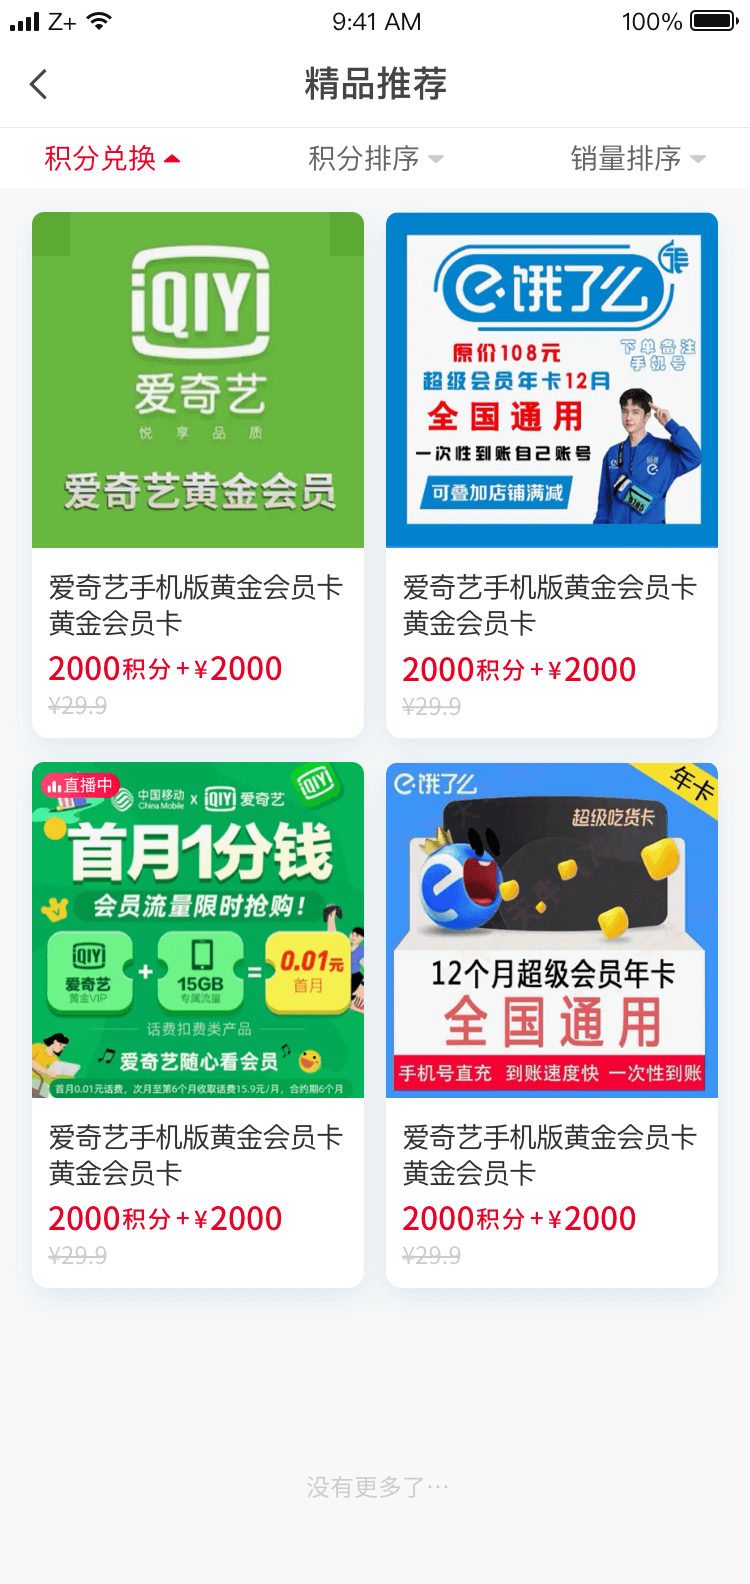 Z+ 9:41 AM 100%
精品推荐
积分兑换 积分排序 销量排序
iQIYI
爱奇艺
悦享品质
爱奇艺黄金会员
爱奇艺手机版黄金会员卡
黄金会员卡
2000积分+¥2000
¥29.9
饿了么
原价108元
下单备注
手机号
超级会员年卡12月
全国通用
一次性到账自己账号
可叠加店铺满减
爱奇艺手机版黄金会员卡
黄金会员卡
2000积分+¥2000
¥29.9
直播中
中国移动
China Mobile
x iQIYI 爱奇艺
iQIYI
首月1分钱
会员流量限时抢购!
iQIYI
爱奇艺
黄金VIP
+
15GB
专属流量
=
0.01元
首月
话费扣费类产品
爱奇艺随心看会员
首月0.01元话费，次月至第6个月收取话费15.9元/月，合约期6个月
爱奇艺手机版黄金会员卡
黄金会员卡
2000积分+¥2000
¥29.9
饿了么
年卡
超级吃货卡
12个月超级会员年卡
全国通用
手机号直充 到账速度快 一次性到账
爱奇艺手机版黄金会员卡
黄金会员卡
2000积分+¥2000
¥29.9
没有更多了…